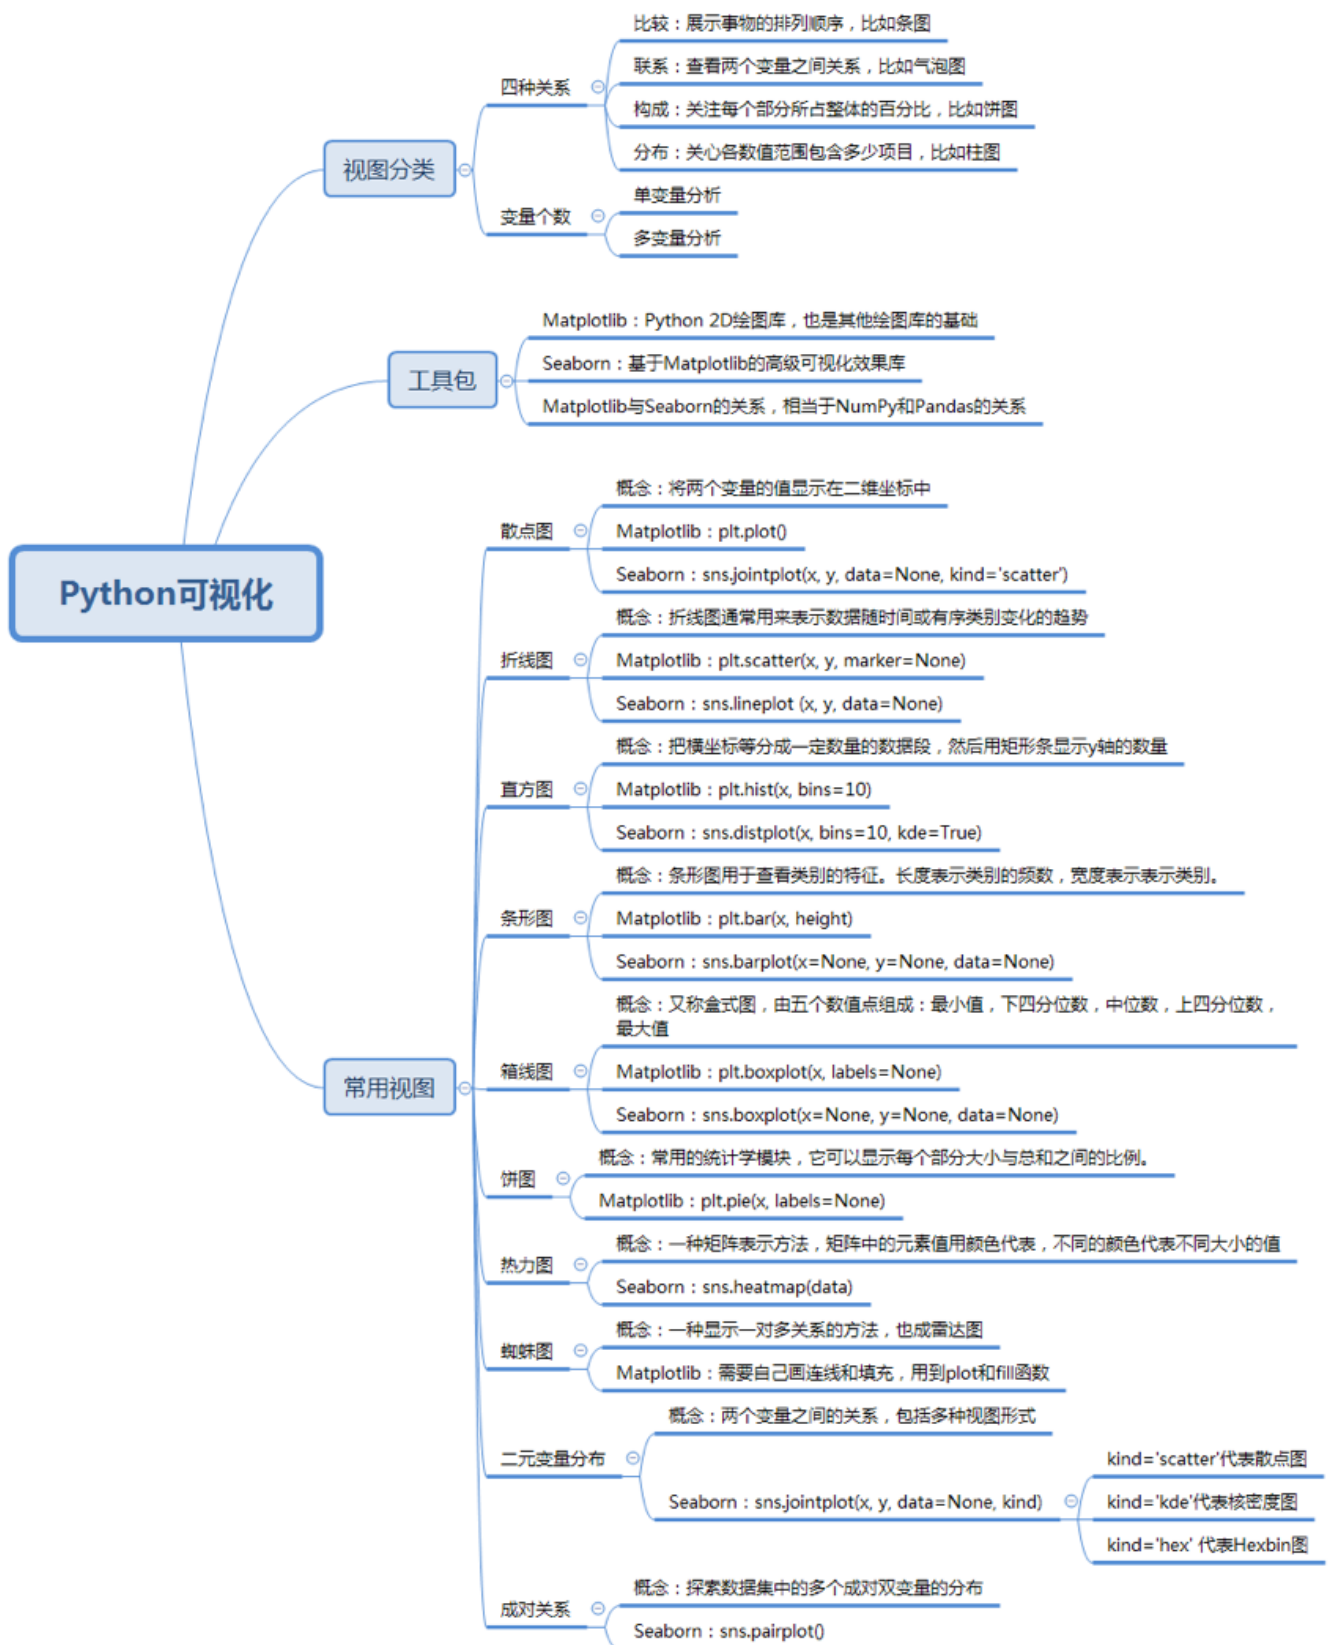 Python可视化
视图分类
四种关系
比较：展示事物的排列顺序，比如条图
联系：查看两个变量之间关系，比如气泡图
构成：关注每个部分所占整体的百分比，比如饼图
分布：关心各数值范围包含多少项目，比如柱图
变量个数
单变量分析
多变量分析
工具包
Matplotlib：Python 2D绘图库，也是其他绘图库的基础
Seaborn：基于Matplotlib的高级可视化效果库
Matplotlib与Seaborn的关系，相当于NumPy和Pandas的关系
常用视图
散点图
概念：将两个变量的值显示在二维坐标中
Matplotlib：plt.plot()
Seaborn：sns.jointplot(x, y, data=None, kind='scatter')
折线图
概念：折线图通常用来表示数据随时间或有序类别变化的趋势
Matplotlib：plt.scatter(x, y, marker=None)
Seaborn：sns.lineplot (x, y, data=None)
直方图
概念：把横坐标等分成一定数量的数据段，然后用矩形条显示y轴的数量
Matplotlib：plt.hist(x, bins=10)
Seaborn：sns.distplot(x, bins=10, kde=True)
条形图
概念：条形图用于查看类别的特征。长度表示类别的频数，宽度表示表示类别。
Matplotlib：plt.bar(x, height)
Seaborn：sns.barplot(x=None, y=None, data=None)
箱线图
概念：又称盒式图，由五个数值点组成：最小值，下四分位数，中位数，上四分位数，
最大值
Matplotlib：plt.boxplot(x, labels=None)
Seaborn：sns.boxplot(x=None, y=None, data=None)
饼图
概念：常用的统计学模块，它可以显示每个部分大小与总和之间的比例。
Matplotlib：plt.pie(x, labels=None)
热力图
概念：一种矩阵表示方法，矩阵中的元素值用颜色代表，不同的颜色代表不同大小的值
Seaborn：sns.heatmap(data)
蜘蛛图
概念：一种显示一对多关系的方法，也成雷达图
Matplotlib：需要自己画连线和填充，用到plot和fill函数
二元变量分布
概念：两个变量之间的关系，包括多种视图形式
Seaborn：sns.jointplot(x, y, data=None, kind)
kind='scatter'代表散点图
kind='kde'代表核密度图
kind='hex' 代表Hexbin图
成对关系
概念：探索数据集中的多个成对双变量的分布
Seaborn：sns.pairplot()